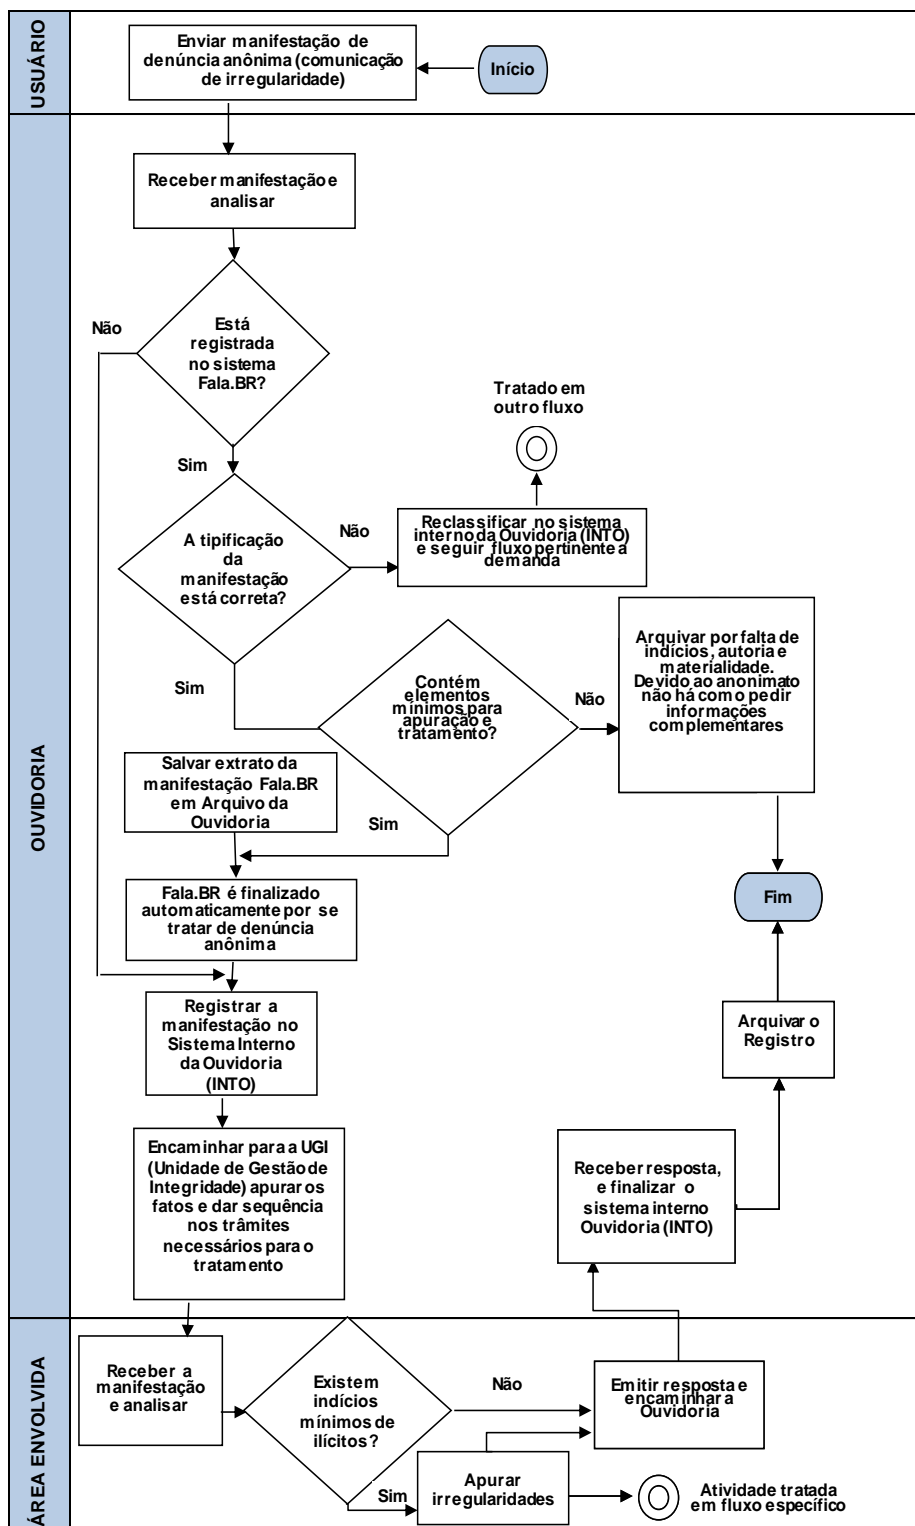 USUÁRIO
Enviar manifestação de
denúncia anônima (comunicação
de irregularidade)
Início
OUVIDORIA
Receber manifestação e
analisar
Não
Está
registrada
no sistema
Fala.BR?
Sim
Tratado em
outro fluxo
A tipificação
da
manifestação
está correta?
Não
Reclassificar no sistema
interno da Ouvidoria (INTO)
e seguir fluxo pertinente a
demanda
Sim
Contém
elementos
mínimos para
apuração e
tratamento?
Não
Arquivar por falta de
indícios, autoria e
materialidade.
Devido ao anonimato
não há como pedir
informações
complementares
Salvar extrato da
manifestação Fala.BR
em Arquivo da
Ouvidoria
Sim
Fala.BR é finalizado
automaticamente por se
tratar de denúncia
anônima
Fim
Registrar a
manifestação no
Sistema Interno
da Ouvidoria
(INTO)
Arquivar o
Registro
Encaminhar para a UGI
(Unidade de Gestão de
Integridade) apurar os
fatos e dar sequência
nos trâmites
necessários para o
tratamento
Receber resposta,
e finalizar o
sistema interno
Ouvidoria (INTO)
ÁREA ENVOLVIDA
Receber a
manifestação
e analisar
Existem
indícios
mínimos de
ilícitos?
Não
Emitir resposta e
encaminhar a
Ouvidoria
Sim
Apurar
irregularidades
Atividade tratada
em fluxo específico